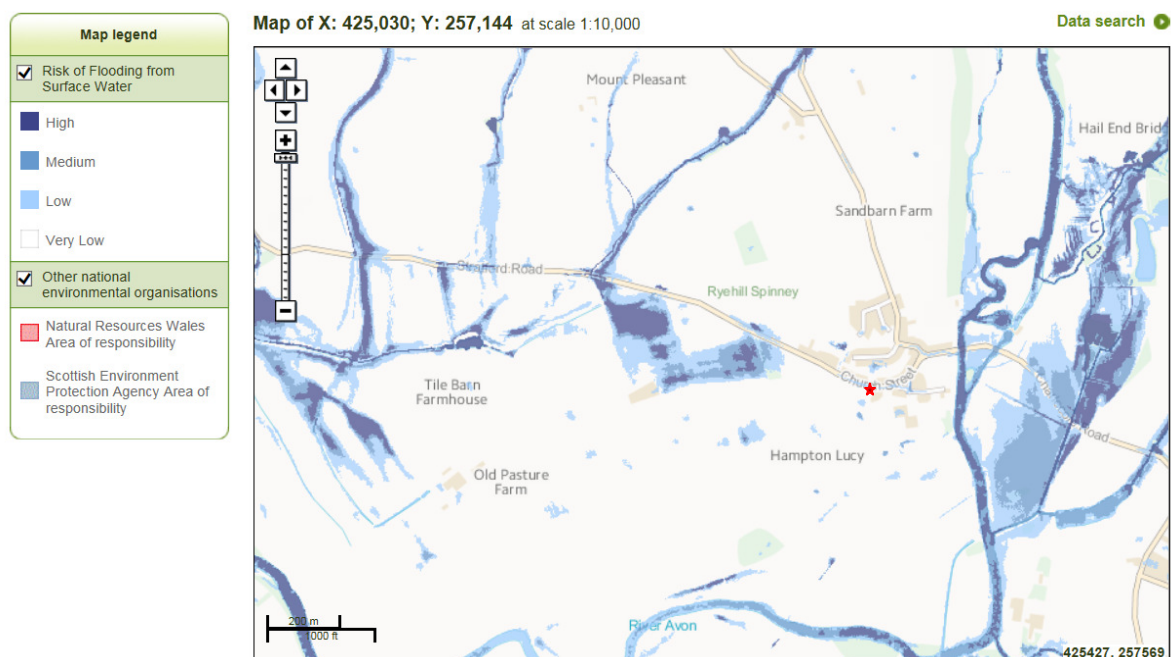 Map of X: 425,030; Y: 257,144 at scale 1:10,000
Data search
Map legend
Risk of Flooding from
Surface Water
High
Medium
Low
Very Low
Other national
environmental organisations
Natural Resources Wales
Area of responsibility
Scottish Environment
Protection Agency Area of
responsibility
Mount Pleasant
Hail End Brid
Sandbarn Farm
Stratford Road
Ryehill Spinney
Church Street
Tile Barn
Farmhouse
Road
Hampton Lucy
Old Pasture
Farm
200 m
1000 ft
River Avon
425427, 257569